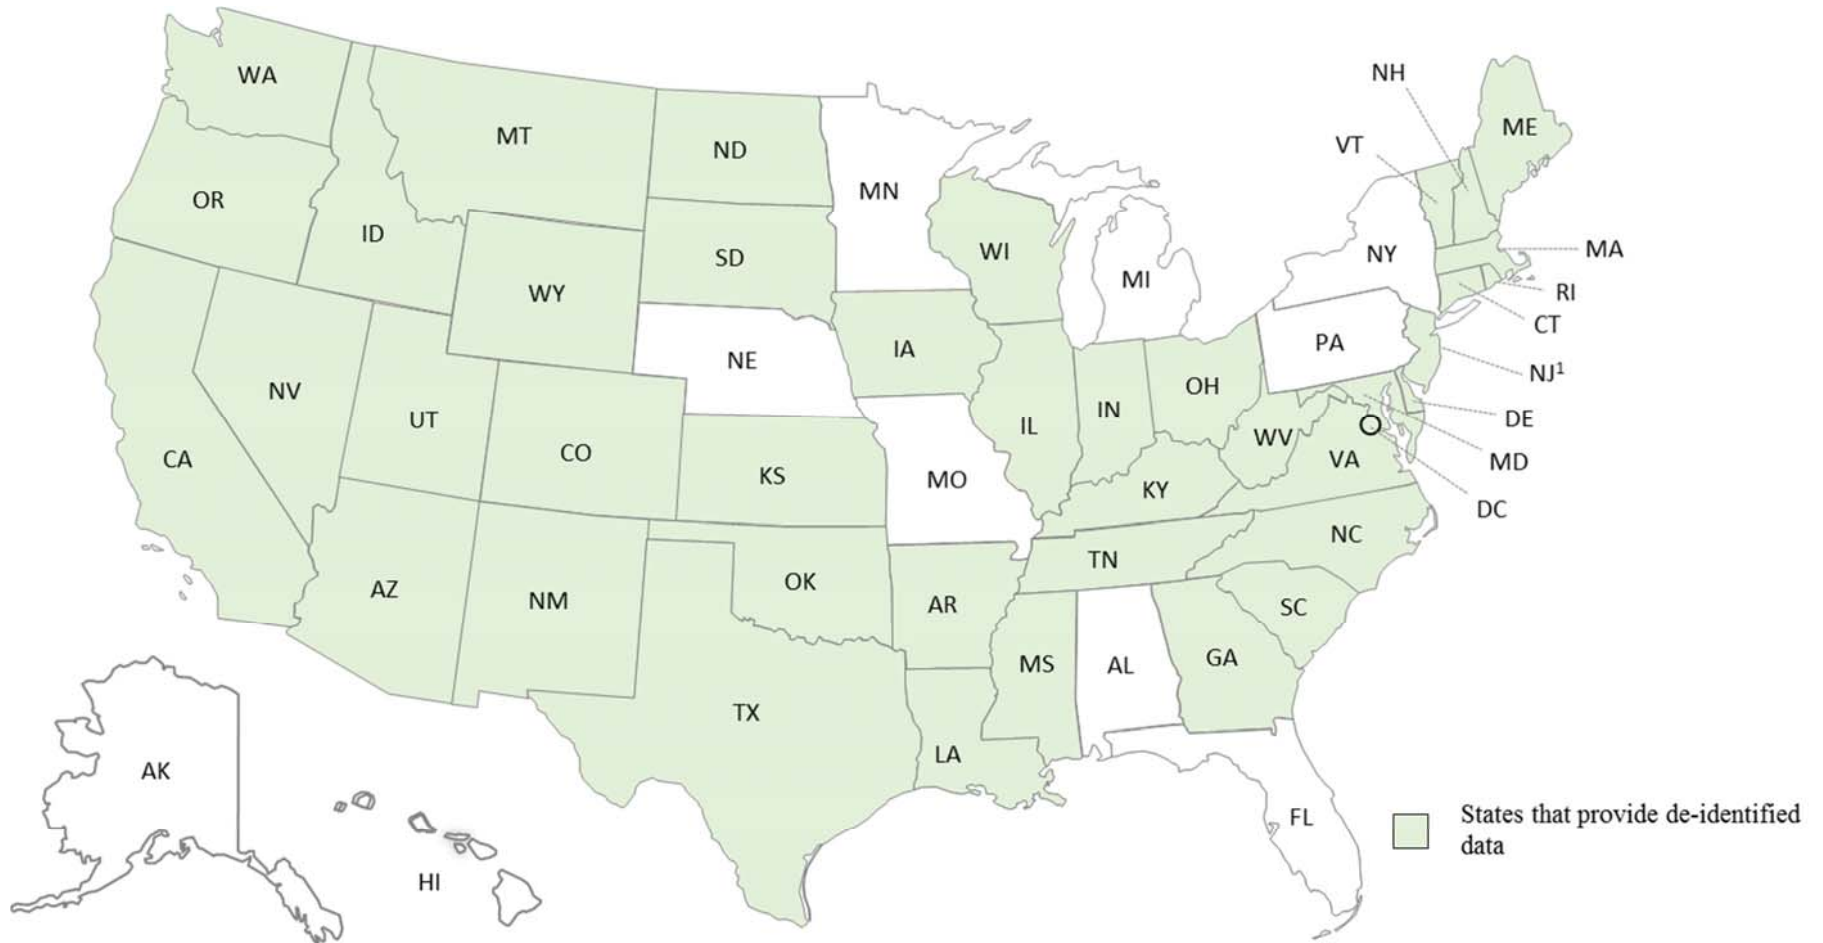 WA
MT
ND
MN
OR
ID
SD
WI
WY
MI
NH
VT
ME
NY
MA
RI
CT
PA
NJ¹
DE
MD
DC
NE
IA
NV
UT
CO
CA
KS
IL
IN
OH
WV
VA
MO
KY
NC
TN
AZ
NM
OK
AR
SC
MS
AL
GA
TX
LA
AK
HI
FL
States that provide de-identified
data